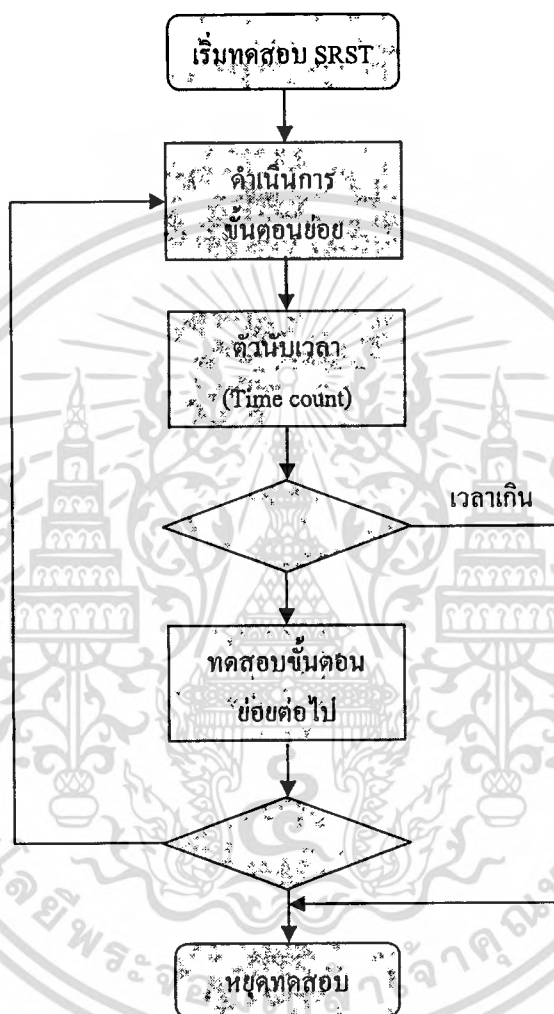 เริ่มทดสอบ SRST
ดำเนินการ
ขั้นตอนย่อย
ตัวนับเวลา
(Time count)
เวลาเกิน
ทดสอบขั้นตอน
ย่อยต่อไป
หยุดทดสอบ